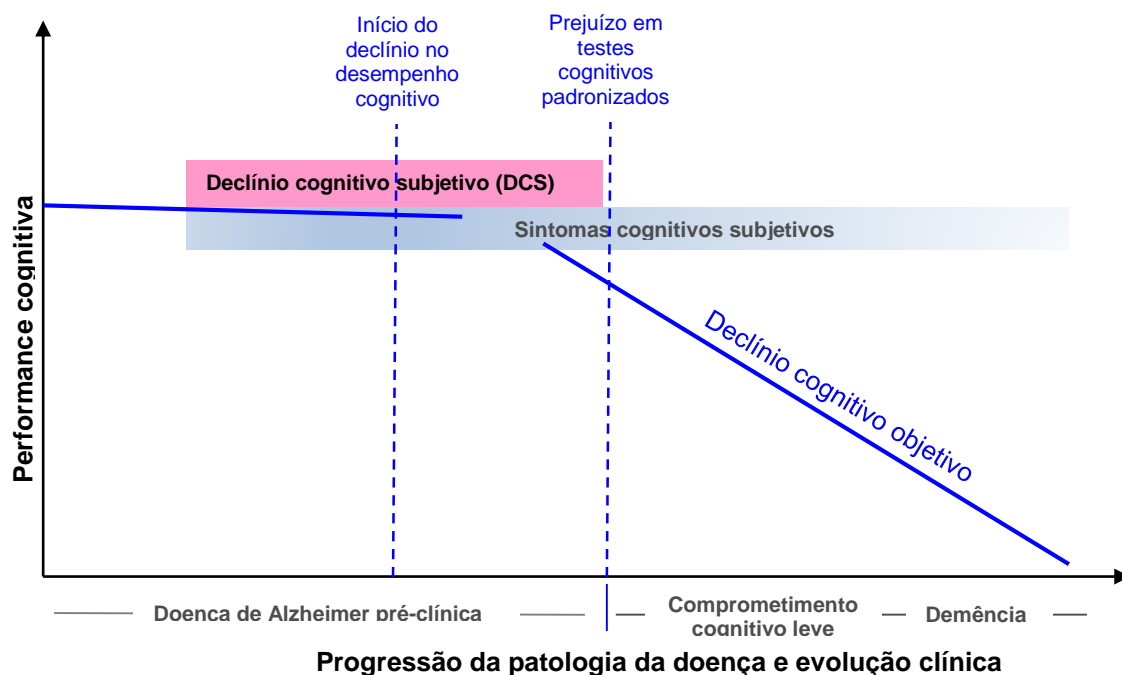 Início do
declínio no
desempenho
cognitivo
Prejuízo em
testes
cognitivos
padronizados
Declínio cognitivo subjetivo (DCS)
Sintomas cognitivos subjetivos
Performance cognitiva
Declínio cognitivo objetivo
Doenca de Alzheimer pré-clínica
Comprometimento
cognitivo leve
Demência
Progressão da patologia da doença e evolução clínica